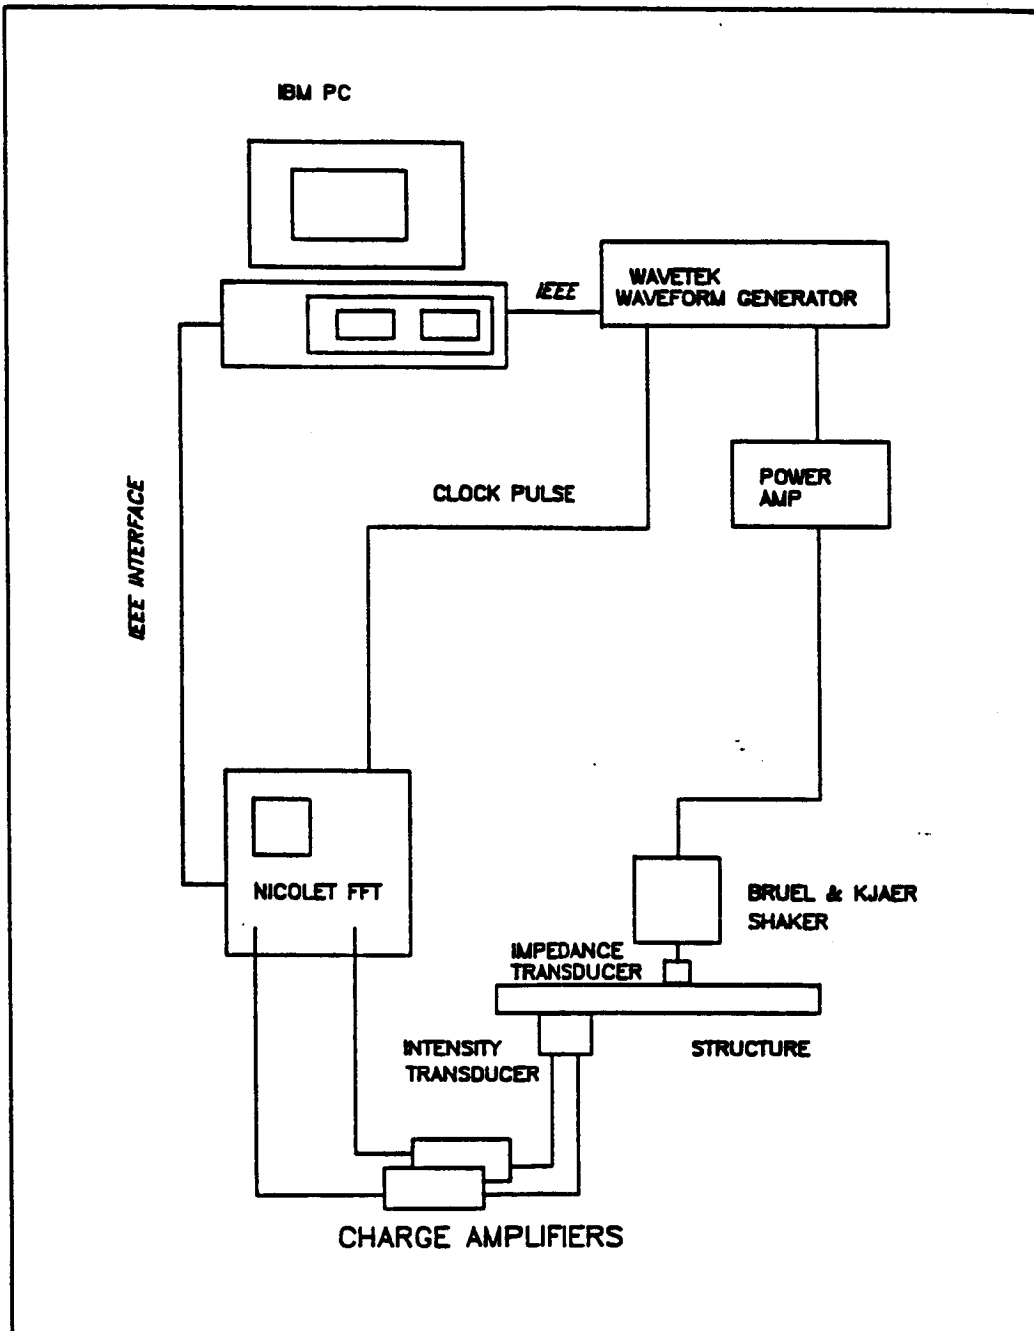 IBM PC
IEEE
WAVETEK
WAVEFORM GENERATOR
POWER
AMP
CLOCK PULSE
IEEE INTERFACE
NICOLET FFT
BRUEL & KJAER
SHAKER
IMPEDANCE
TRANSDUCER
INTENSITY
TRANSDUCER
STRUCTURE
CHARGE AMPLIFIERS